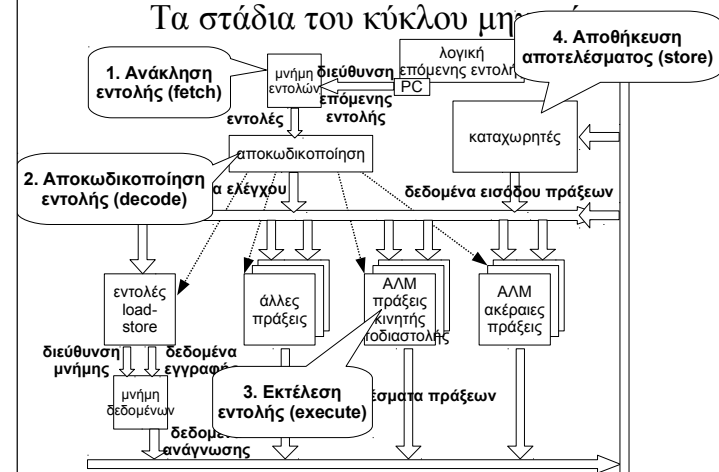 Τα στάδια του κύκλου
4. Αποθήκευση
αποτελέσματος (store)
1. Ανάκληση
εντολής (fetch)
μνήμη
εντολών
διεύθυνση
επόμενης
εντολής
λογική
επόμενης εντολή
PC
εντολές
καταχωρητές
αποκωδικοποίηση
2. Αποκωδικοποίηση
εντολής (decode)
α ελέγχου
δεδομένα εισόδου πράξεων
εντολές
load-
store
άλλες
πράξεις
ΑΛΜ
πράξεις
κινητής
ΑΛΜ
ακέραιες
πράξεις
διεύθυνση
μνήμης
δεδομένα
εγγραφής
μνήμη
δεδομένων
3. Εκτέλεση
εντολής (execute)
πράξεων
ανάγνωσης